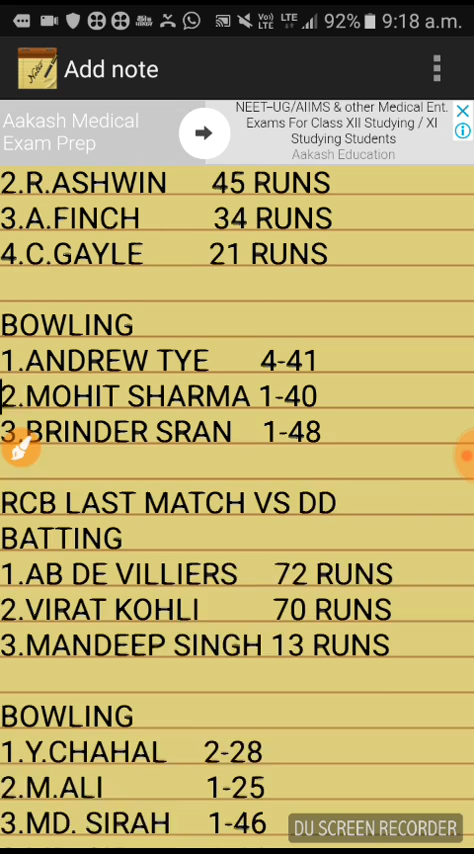 Vo)) LTE LTE 92% 9:18 a.m.
Add note
Aakash Medical
Exam Prep
NEET–UG/AIIMS & other Medical Ent.
Exams For Class XII Studying / XI
Studying Students
Aakash Education
2.R.ASHWIN 45 RUNS
3.A.FINCH 34 RUNS
4.C.GAYLE 21 RUNS
BOWLING
1.ANDREW TYE 4-41
2.MOHIT SHARMA 1-40
3.BRINDER SRAN 1-48
RCB LAST MATCH VS DD
BATTING
1.AB DE VILLIERS 72 RUNS
2.VIRAT KOHLI 70 RUNS
3.MANDEEP SINGH 13 RUNS
BOWLING
1.Y.CHAHAL 2-28
2.M.ALI 1-25
3.MD. SIRAH 1-46
DU SCREEN RECORDER